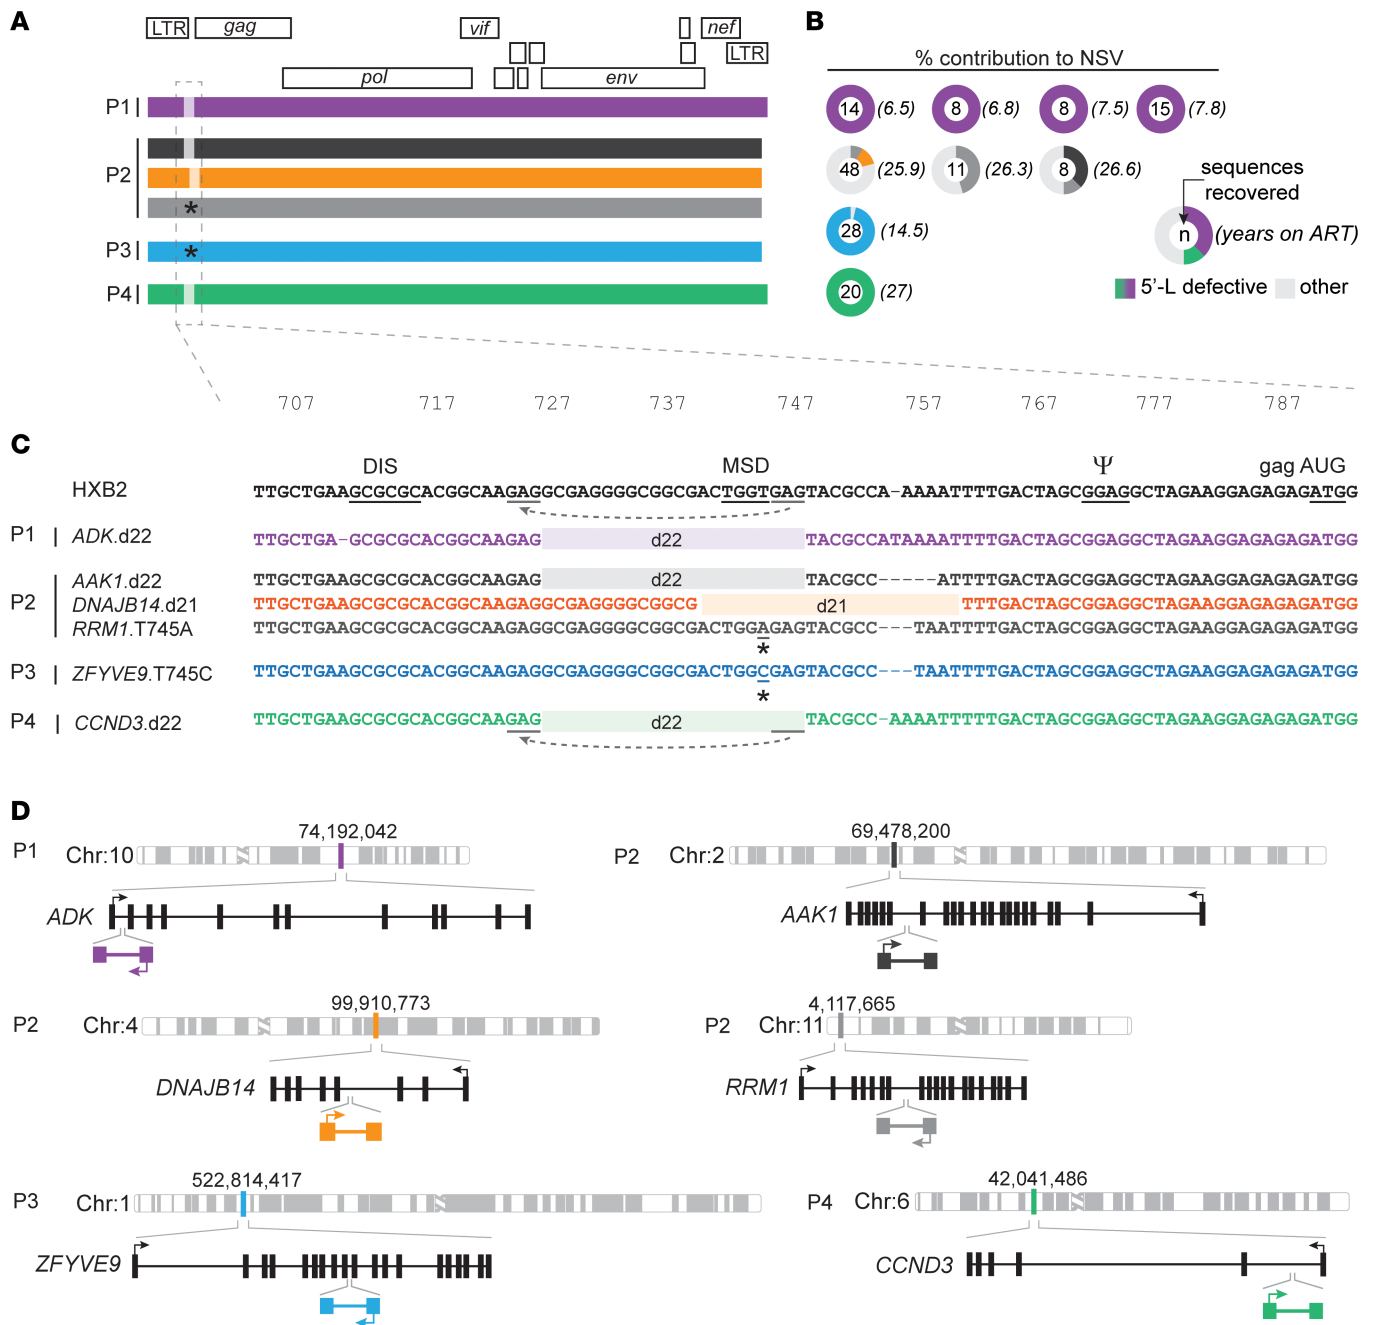 A
LTR
gag
vif
nef
LTR
pol
env
P1
P2
*
P3
*
P4
B
% contribution to NSV
14 (6.5) 8 (6.8) 8 (7.5) 15 (7.8)
48 (25.9) 11 (26.3) 8 (26.6)
28 (14.5)
20 (27)
sequences
recovered
n (years on ART)
5'-L defective other
707 717 727 737 747 757 767 777 787
C
DIS MSD Ψ gag AUG
HXB2 TTGCTGAAGCGCGCACGGCAAGAGGCGAGGGGCGGCGACTGGTGAGTACGCCA-AAAATTTTGACTAGCGGAGGCTAGAAGGAGAGAGATGG
P1 ADK.d22 TTGCTGA-GCGCGCACGGCAAGAG d22 TACGCCATAAAATTTTGACTAGCGGAGGCTAGAAGGAGAGAGATGG
P2
AAK1.d22 TTGCTGAAGCGCGCACGGCAAGAG d22 TACGCC-----ATTTTGACTAGCGGAGGCTAGAAGGAGAGAGATGG
DNAJB14.d21 TTGCTGAAGCGCGCACGGCAAGAGGCGAGGGGCGGCG d21 TTTGACTAGCGGAGGCTAGAAGGAGAGAGATGG
RRM1.T745A TTGCTGAAGCGCGCACGGCAAGAGGCGAGGGGCGGCGACTGGAGAGTACGCC---TAATTTTGACTAGCGGAGGCTAGAAGGAGAGAGATGG
*
P3 ZFYVE9.T745C TTGCTGAAGCGCGCACGGCAAGAGGCGAGGGGCGGCGACTGGCGAGTACGCC---TAATTTTGACTAGCGGAGGCTAGAAGGAGAGAGATGG
*
P4 CCND3.d22 TTGCTGAAGCGCGCACGGCAAGAG d22 TACGCC-AAAATTTTTGACTAGCGGAGGCTAGAAGGAGAGAGATGG
D
P1 Chr:10 74,192,042
ADK
P2 Chr:2 69,478,200
AAK1
P2 Chr:4 99,910,773
DNAJB14
P2 Chr:11 4,117,665
RRM1
P3 Chr:1 522,814,417
ZFYVE9
P4 Chr:6 42,041,486
CCND3